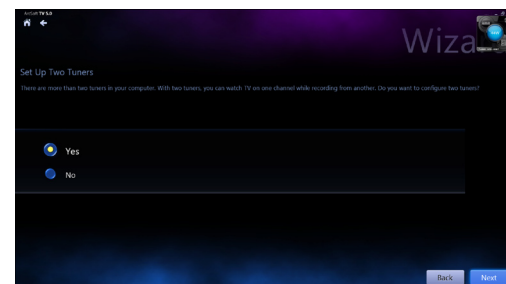 ArcSoft TV 5.0
Wiza
Set Up Two Tuners
There are more than two tuners in your computer. With two tuners, you can watch TV on one channel while recording from another. Do you want to configure two tuners?
Yes
No
Back
Next